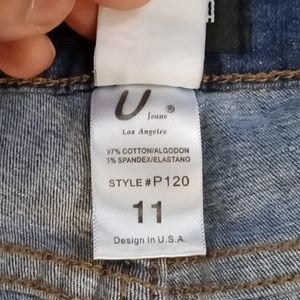 U ®
Jeans
Los Angeles
97% COTTON/ALGODON
3% SPANDEX/ELASTANO
STYLE # P120
11
Design in U.S.A.